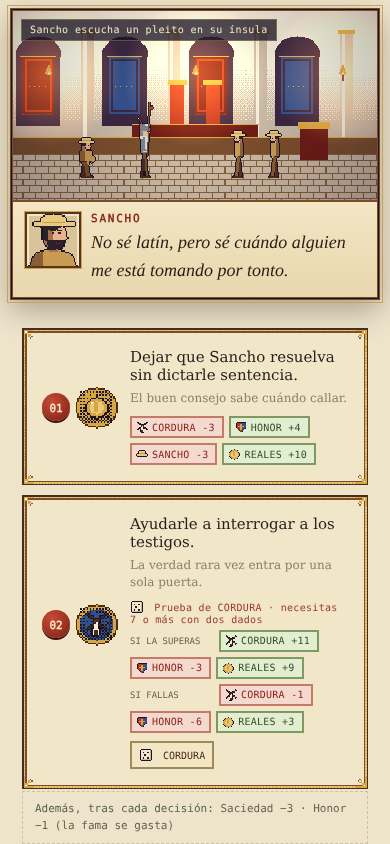 Sancho escucha un pleito en su ínsula
SANCHO
No sé latín, pero sé cuándo alguien
me está tomando por tonto.
01
Dejar que Sancho resuelva
sin dictarle sentencia.
El buen consejo sabe cuándo callar.
CORDURA -3 HONOR +4
SANCHO -3 REALES +10
02
Ayudarle a interrogar a los
testigos.
La verdad rara vez entra por una
sola puerta.
Prueba de CORDURA · necesitas
7 o más con dos dados
SI LA SUPERAS CORDURA +11
HONOR -3 REALES +9
SI FALLAS CORDURA -1
HONOR -6 REALES +3
CORDURA
Además, tras cada decisión: Saciedad −3 · Honor
−1 (la fama se gasta)